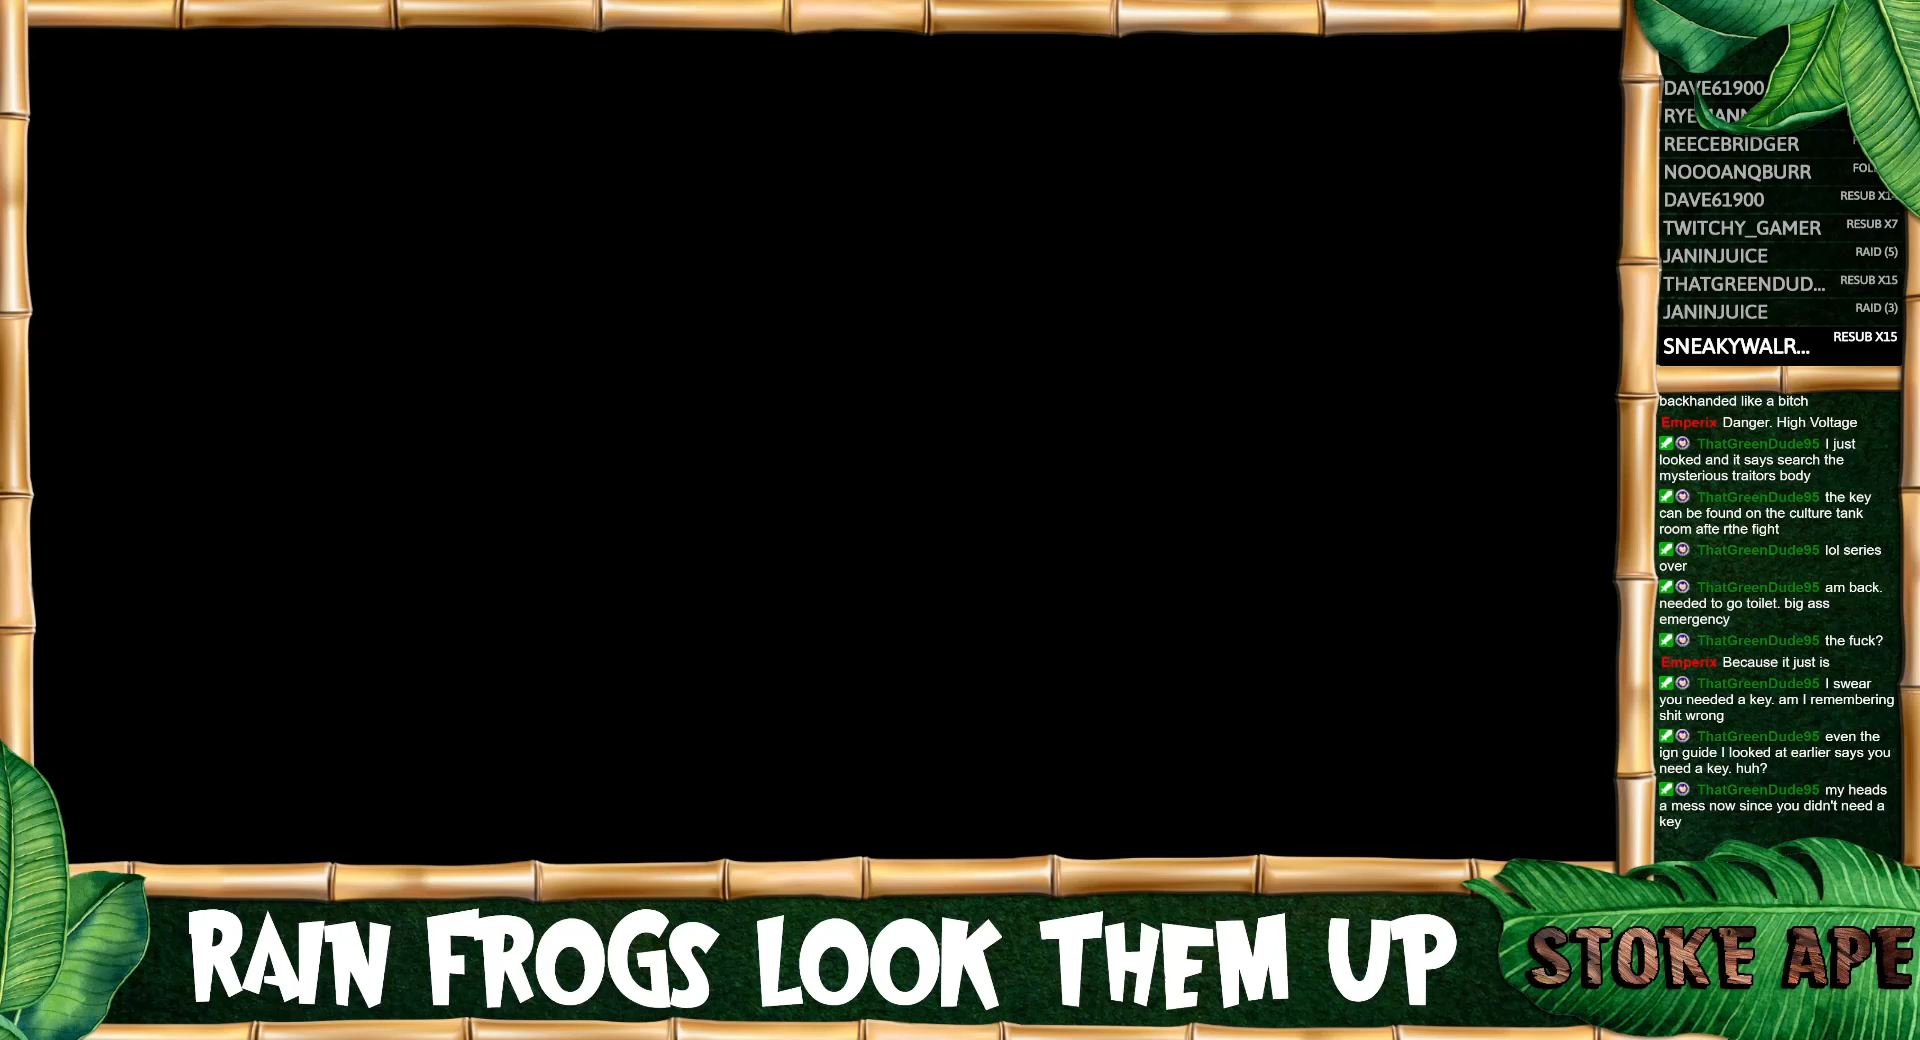 DAVE61900
REECEBRIDGER
NOOOANQBURR
DAVE61900 RESUB
TWITCHY_GAMER RESUB X7
JANINJUICE RAID (5)
THATGREENDUD... RESUB X15
JANINJUICE RAID (3)
SNEAKYWALR... RESUB X15
backhanded like a bitch
Emperix Danger. High Voltage
ThatGreenDude95 I just
looked and it says search the
mysterious traitors body
ThatGreenDude95 the key
can be found on the culture tank
room afte rthe fight
ThatGreenDude95 lol series
over
ThatGreenDude95 am back.
needed to go toilet. big ass
emergency
ThatGreenDude95 the fuck?
Emperix Because it just is
ThatGreenDude95 I swear
you needed a key. am I remembering
shit wrong
ThatGreenDude95 even the
ign guide I looked at earlier says you
need a key. huh?
ThatGreenDude95 my heads
a mess now since you didn't need a
key
RAIN FROGS LOOK THEM UP
STOKE APE